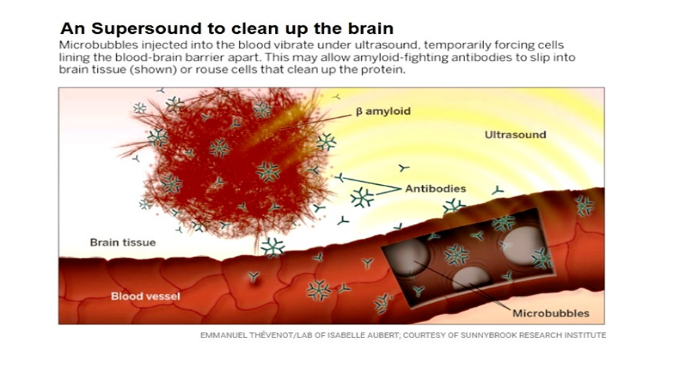 An Supersound to clean up the brain
Microbubbles injected into the blood vibrate under ultrasound, temporarily forcing cells
lining the blood-brain barrier apart. This may allow amyloid-fighting antibodies to slip into
brain tissue (shown) or rouse cells that clean up the protein.
β amyloid
Ultrasound
Antibodies
Brain tissue
Blood vessel
Microbubbles
EMMANUEL THÉVENOT/LAB OF ISABELLE AUBERT; COURTESY OF SUNNYBROOK RESEARCH INSTITUTE